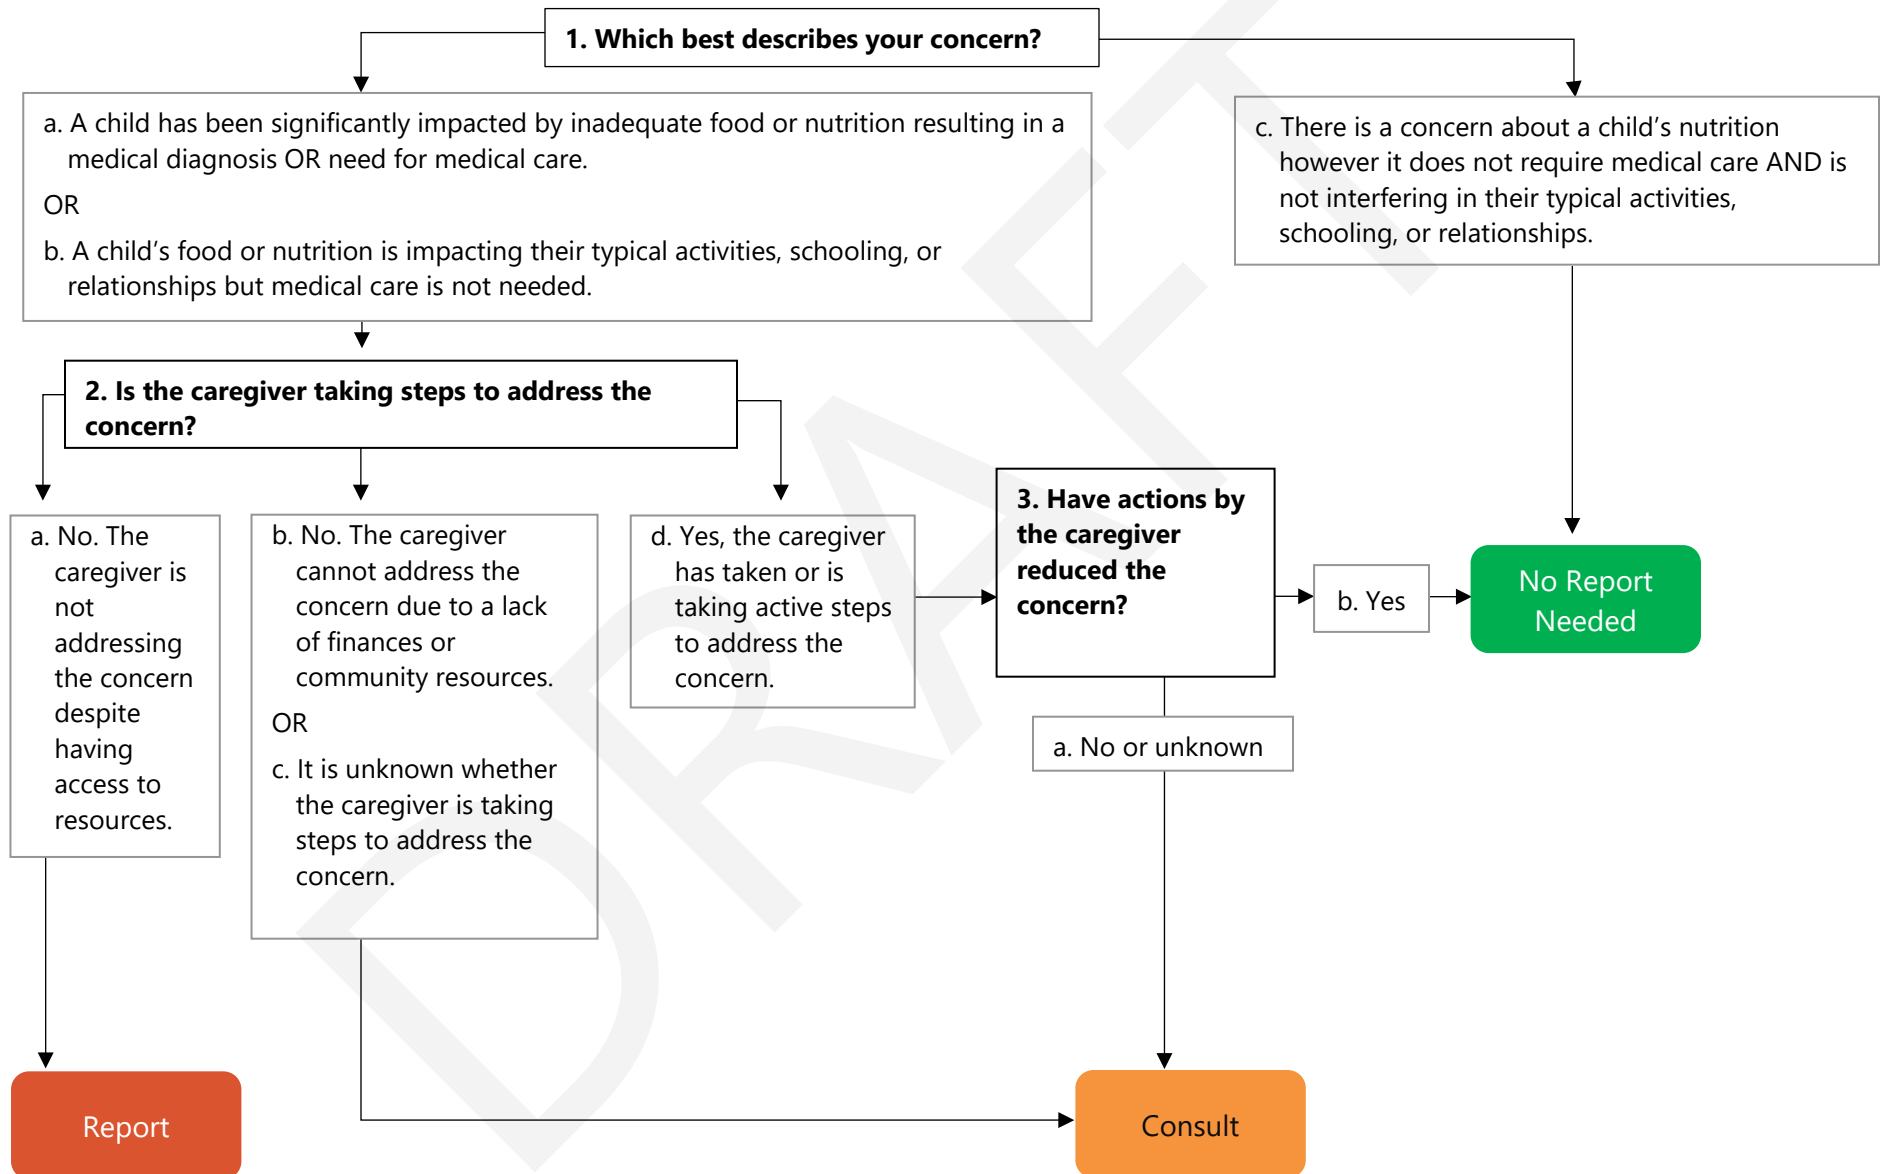 1. Which best describes your concern?
a. A child has been significantly impacted by inadequate food or nutrition resulting in a
medical diagnosis OR need for medical care.
OR
b. A child’s food or nutrition is impacting their typical activities, schooling, or
relationships but medical care is not needed.
c. There is a concern about a child’s nutrition
however it does not require medical care AND is
not interfering in their typical activities,
schooling, or relationships.
2. Is the caregiver taking steps to address the
concern?
a. No. The
caregiver is
not
addressing
the concern
despite
having
access to
resources.
b. No. The caregiver
cannot address the
concern due to a lack
of finances or
community resources.
OR
c. It is unknown whether
the caregiver is taking
steps to address the
concern.
d. Yes, the caregiver
has taken or is
taking active steps
to address the
concern.
3. Have actions by
the caregiver
reduced the
concern?
b. Yes
No Report
Needed
a. No or unknown
Report
Consult
DRAFT